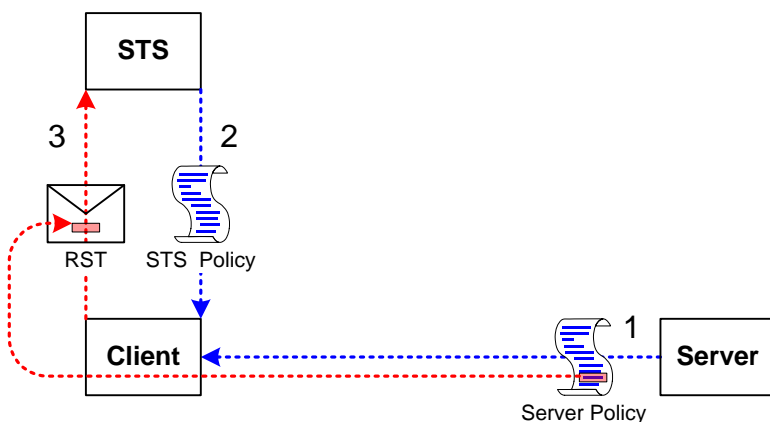 STS
3
2
RST
STS Policy
1
Client
Server
Server Policy